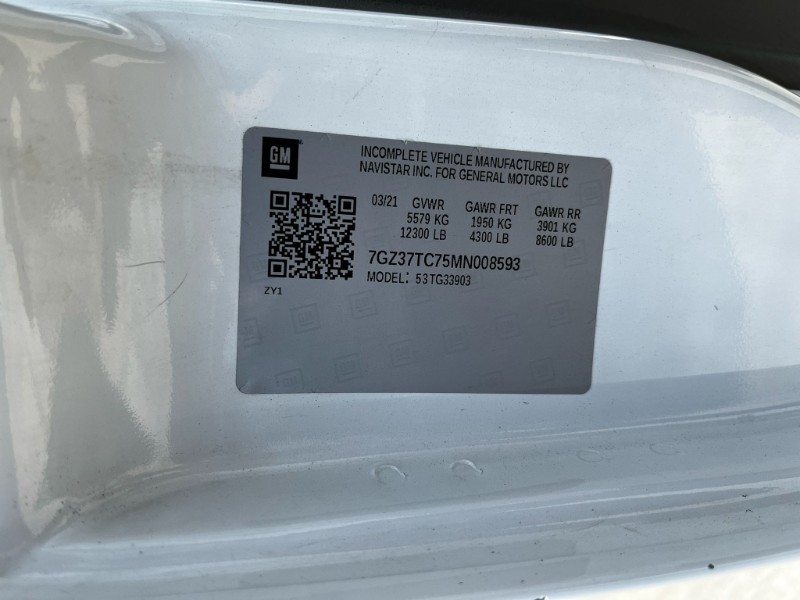 GM
INCOMPLETE VEHICLE MANUFACTURED BY
NAVISTAR INC. FOR GENERAL MOTORS LLC
03/21 GVWR GAWR FRT GAWR RR
5579 KG 1950 KG 3901 KG
12300 LB 4300 LB 8600 LB
7GZ37TC75MN008593
MODEL: 53TG33903
ZY1